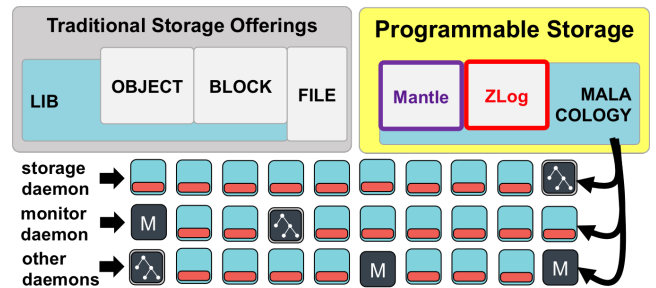 Traditional Storage Offerings
LIB
OBJECT
BLOCK
FILE
Programmable Storage
Mantle
ZLog
MALA
COLOGY
storage
daemon
monitor
daemon
M
other
daemons
M
M